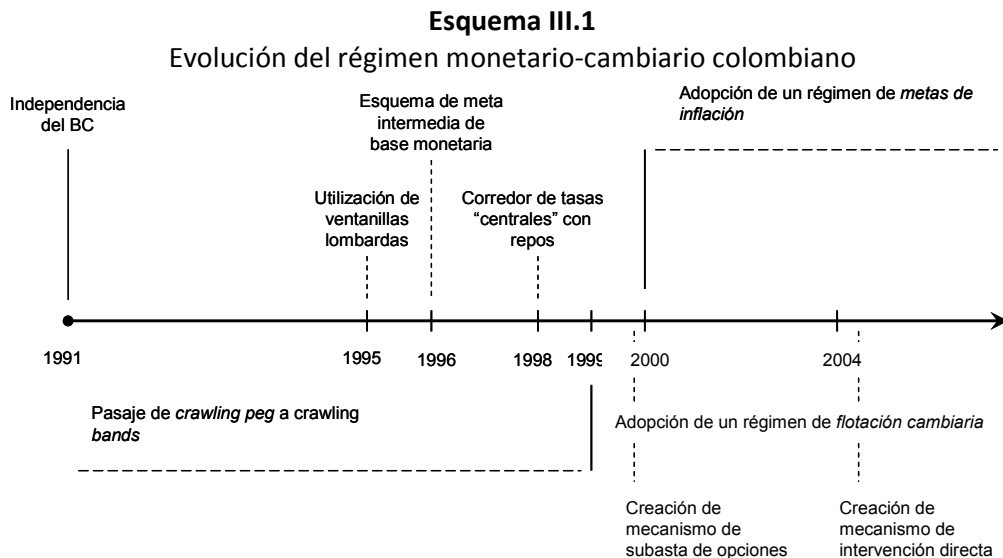 Esquema III.1
Evolución del régimen monetario-cambiario colombiano
Independencia
del BC
Esquema de meta
intermedia de
base monetaria
Adopción de un régimen de metas de
inflación
Utilización de
ventanillas
lombardas
Corredor de tasas
“centrales” con
repos
1991
1995
1996
1998
1999
2000
2004
Pasaje de crawling peg a crawling
bands
Adopción de un régimen de flotación cambiaria
Creación de
mecanismo de
subasta de opciones
Creación de
mecanismo de
intervención directa